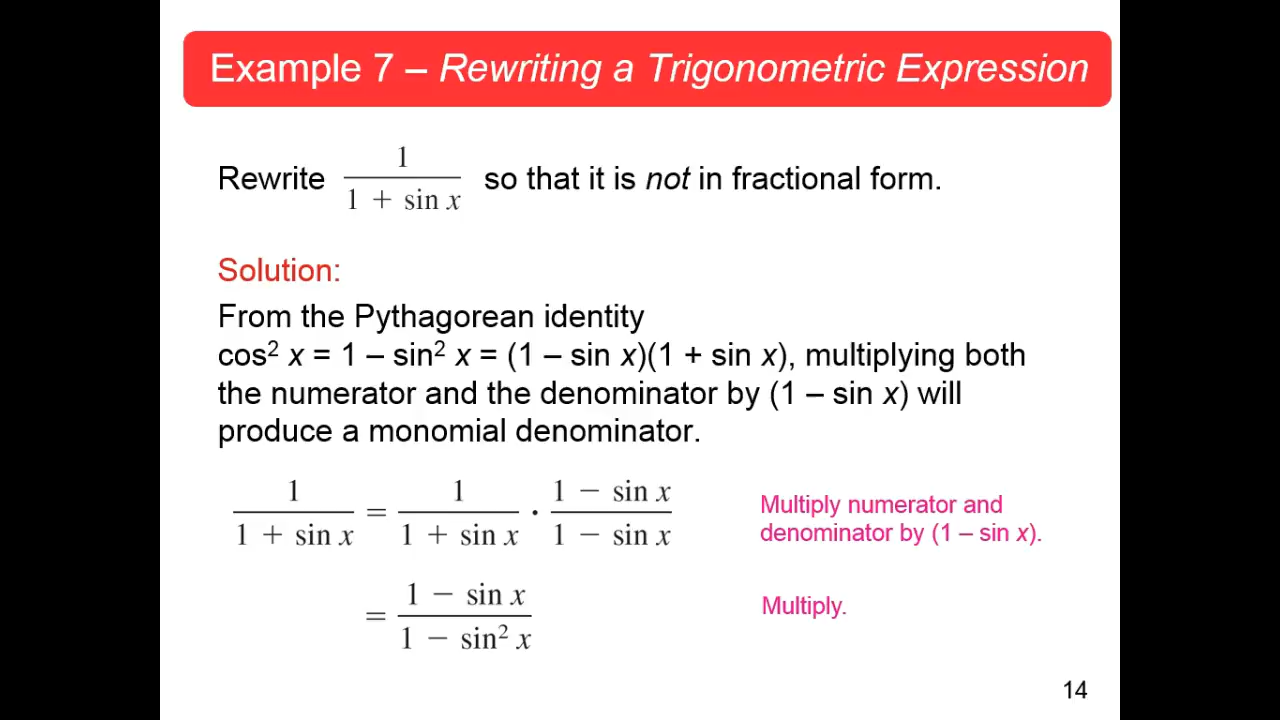 Example 7 – Rewriting a Trigonometric Expression
Rewrite 1/(1 + sin x) so that it is not in fractional form.
Solution:
From the Pythagorean identity
cos² x = 1 – sin² x = (1 – sin x)(1 + sin x), multiplying both
the numerator and the denominator by (1 – sin x) will
produce a monomial denominator.
1/(1 + sin x) = 1/(1 + sin x) · (1 − sin x)/(1 − sin x)
Multiply numerator and
denominator by (1 – sin x).
= (1 − sin x)/(1 − sin² x)
Multiply.
14